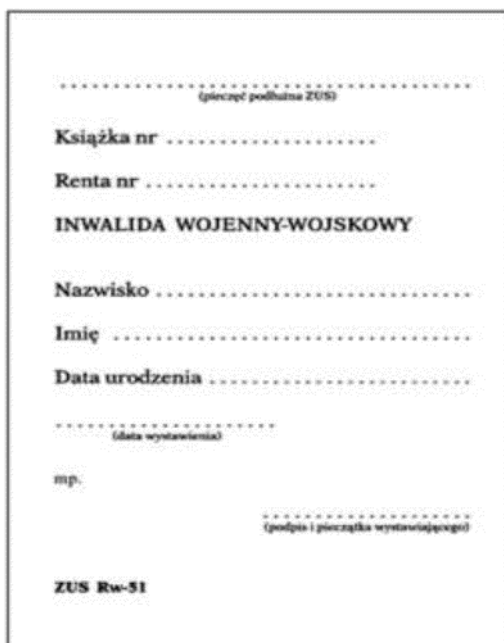 ........................................
(pieczęć podłużna ZUS)
Książka nr ....................
Renta nr ......................
INWALIDA WOJENNY-WOJSKOWY
Nazwisko ..............................
Imię ..................................
Data urodzenia .........................
.....................
(data wystawienia)
mp.
......................
(podpis i pieczątka wystawiającego)
ZUS Rw-51